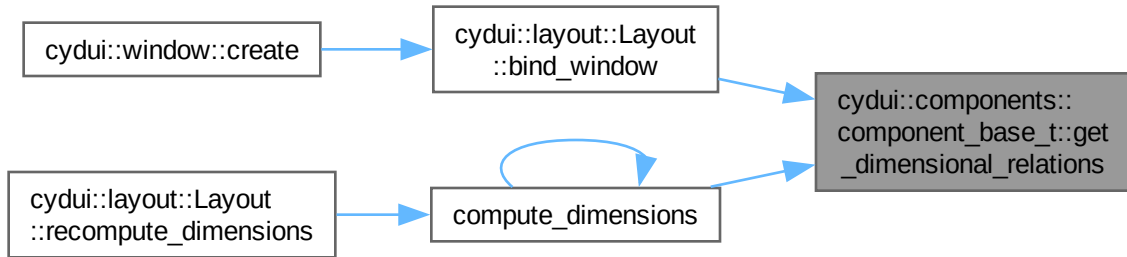 cydui::window::create
cydui::layout::Layout
::bind_window
cydui::components::
component_base_t::get
_dimensional_relations
cydui::layout::Layout
::recompute_dimensions
compute_dimensions